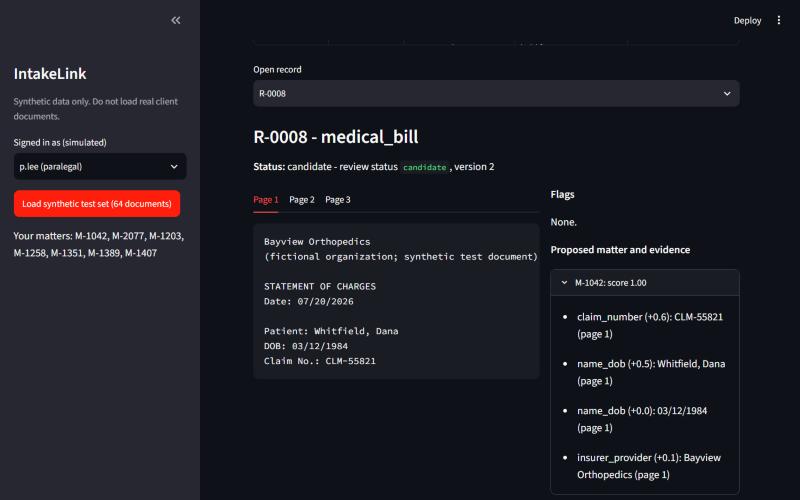 Deploy
IntakeLink
Synthetic data only. Do not load real client
documents.
Signed in as (simulated)
p.lee (paralegal)
Load synthetic test set (64 documents)
Your matters: M-1042, M-2077, M-1203,
M-1258, M-1351, M-1389, M-1407
Open record
R-0008
R-0008 - medical_bill
Status: candidate - review status candidate, version 2
Page 1 Page 2 Page 3
Bayview Orthopedics
(fictional organization; synthetic test document)
STATEMENT OF CHARGES
Date: 07/20/2026
Patient: Whitfield, Dana
DOB: 03/12/1984
Claim No.: CLM-55821
Flags
None.
Proposed matter and evidence
M-1042: score 1.00
claim_number (+0.6): CLM-55821
(page 1)
name_dob (+0.5): Whitfield, Dana
(page 1)
name_dob (+0.0): 03/12/1984
(page 1)
insurer_provider (+0.1): Bayview
Orthopedics (page 1)